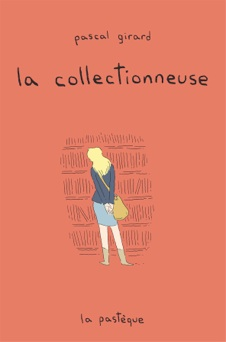 pascal girard
la collectionneuse
la pastèque